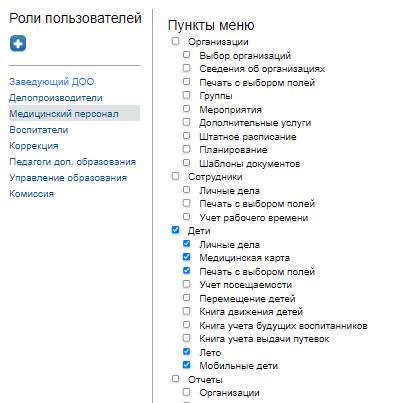 Роли пользователей
Заведующий ДОО
Делопроизводители
Медицинский персонал
Воспитатели
Коррекция
Педагоги доп. образования
Управление образования
Комиссия
Пункты меню
Организации
Выбор организаций
Сведения об организациях
Печать с выбором полей
Группы
Мероприятия
Дополнительные услуги
Штатное расписание
Планирование
Шаблоны документов
Сотрудники
Личные дела
Печать с выбором полей
Учет рабочего времени
Дети
Личные дела
Медицинская карта
Печать с выбором полей
Учет посещаемости
Перемещение детей
Книга движения детей
Книга учета будущих воспитанников
Книга учета выдачи путевок
Лето
Мобильные дети
Отчеты
Организации